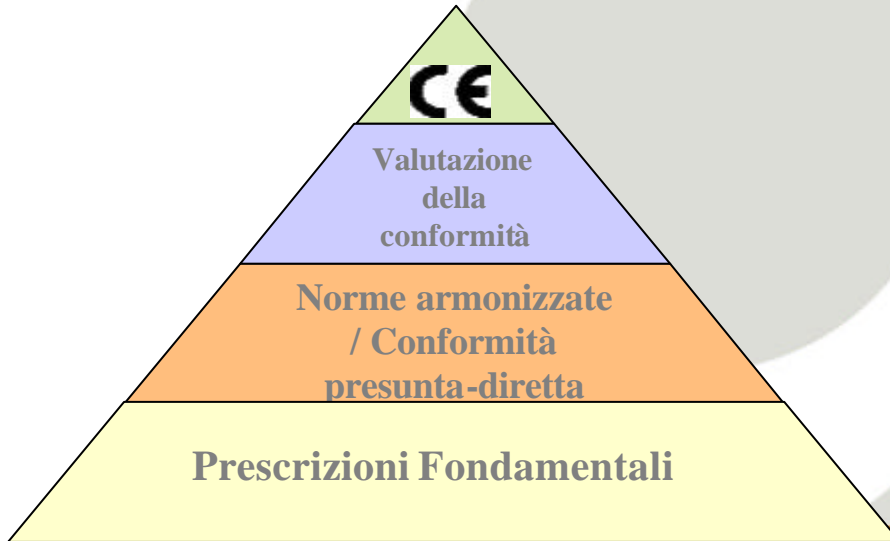 CE
Valutazione
della
conformità
Norme armonizzate
/ Conformità
presunta-diretta
Prescrizioni Fondamentali